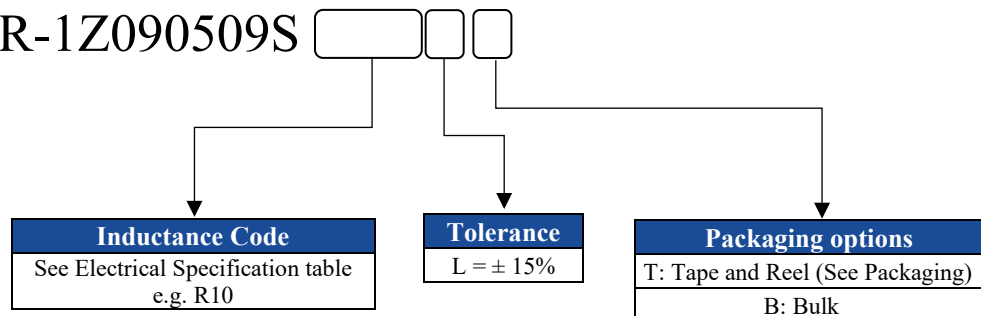 R-1Z090509S
Inductance Code
See Electrical Specification table
e.g. R10
Tolerance
L = ± 15%
Packaging options
T: Tape and Reel (See Packaging)
B: Bulk